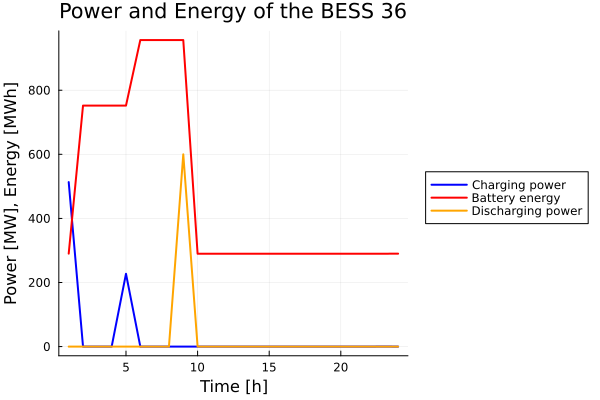 Power and Energy of the BESS 36
Power [MW], Energy [MWh]
800
600
400
200
0
5 10 15 20
Time [h]
Charging power
Battery energy
Discharging power